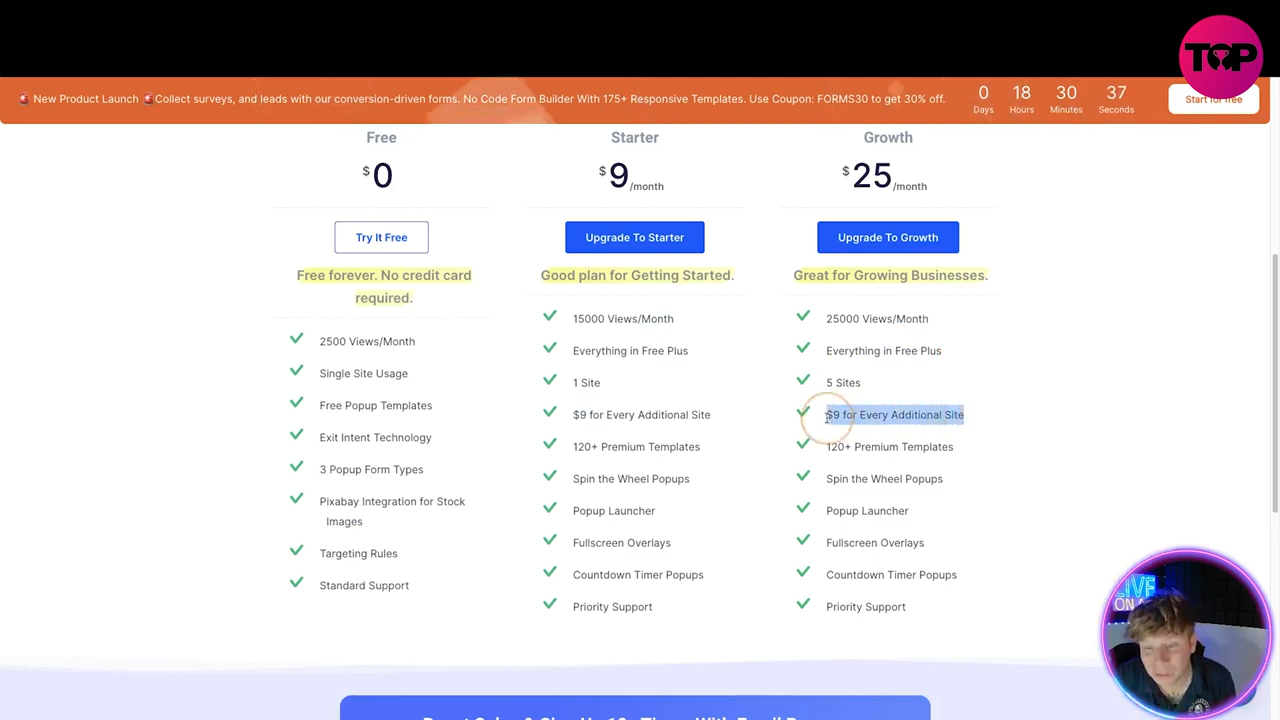 TOP
🚨 New Product Launch 🚨Collect surveys, and leads with our conversion-driven forms. No Code Form Builder With 175+ Responsive Templates. Use Coupon: FORMS30 to get 30% off.
0 18 30 37
Days Hours Minutes Seconds
Start for free
Free
$0
Try It Free
Free forever. No credit card
required.
2500 Views/Month
Single Site Usage
Free Popup Templates
Exit Intent Technology
3 Popup Form Types
Pixabay Integration for Stock
Images
Targeting Rules
Standard Support
Starter
$9/month
Upgrade To Starter
Good plan for Getting Started.
15000 Views/Month
Everything in Free Plus
1 Site
$9 for Every Additional Site
120+ Premium Templates
Spin the Wheel Popups
Popup Launcher
Fullscreen Overlays
Countdown Timer Popups
Priority Support
Growth
$25/month
Upgrade To Growth
Great for Growing Businesses.
25000 Views/Month
Everything in Free Plus
5 Sites
$9 for Every Additional Site
120+ Premium Templates
Spin the Wheel Popups
Popup Launcher
Fullscreen Overlays
Countdown Timer Popups
Priority Support
LIVE
ON